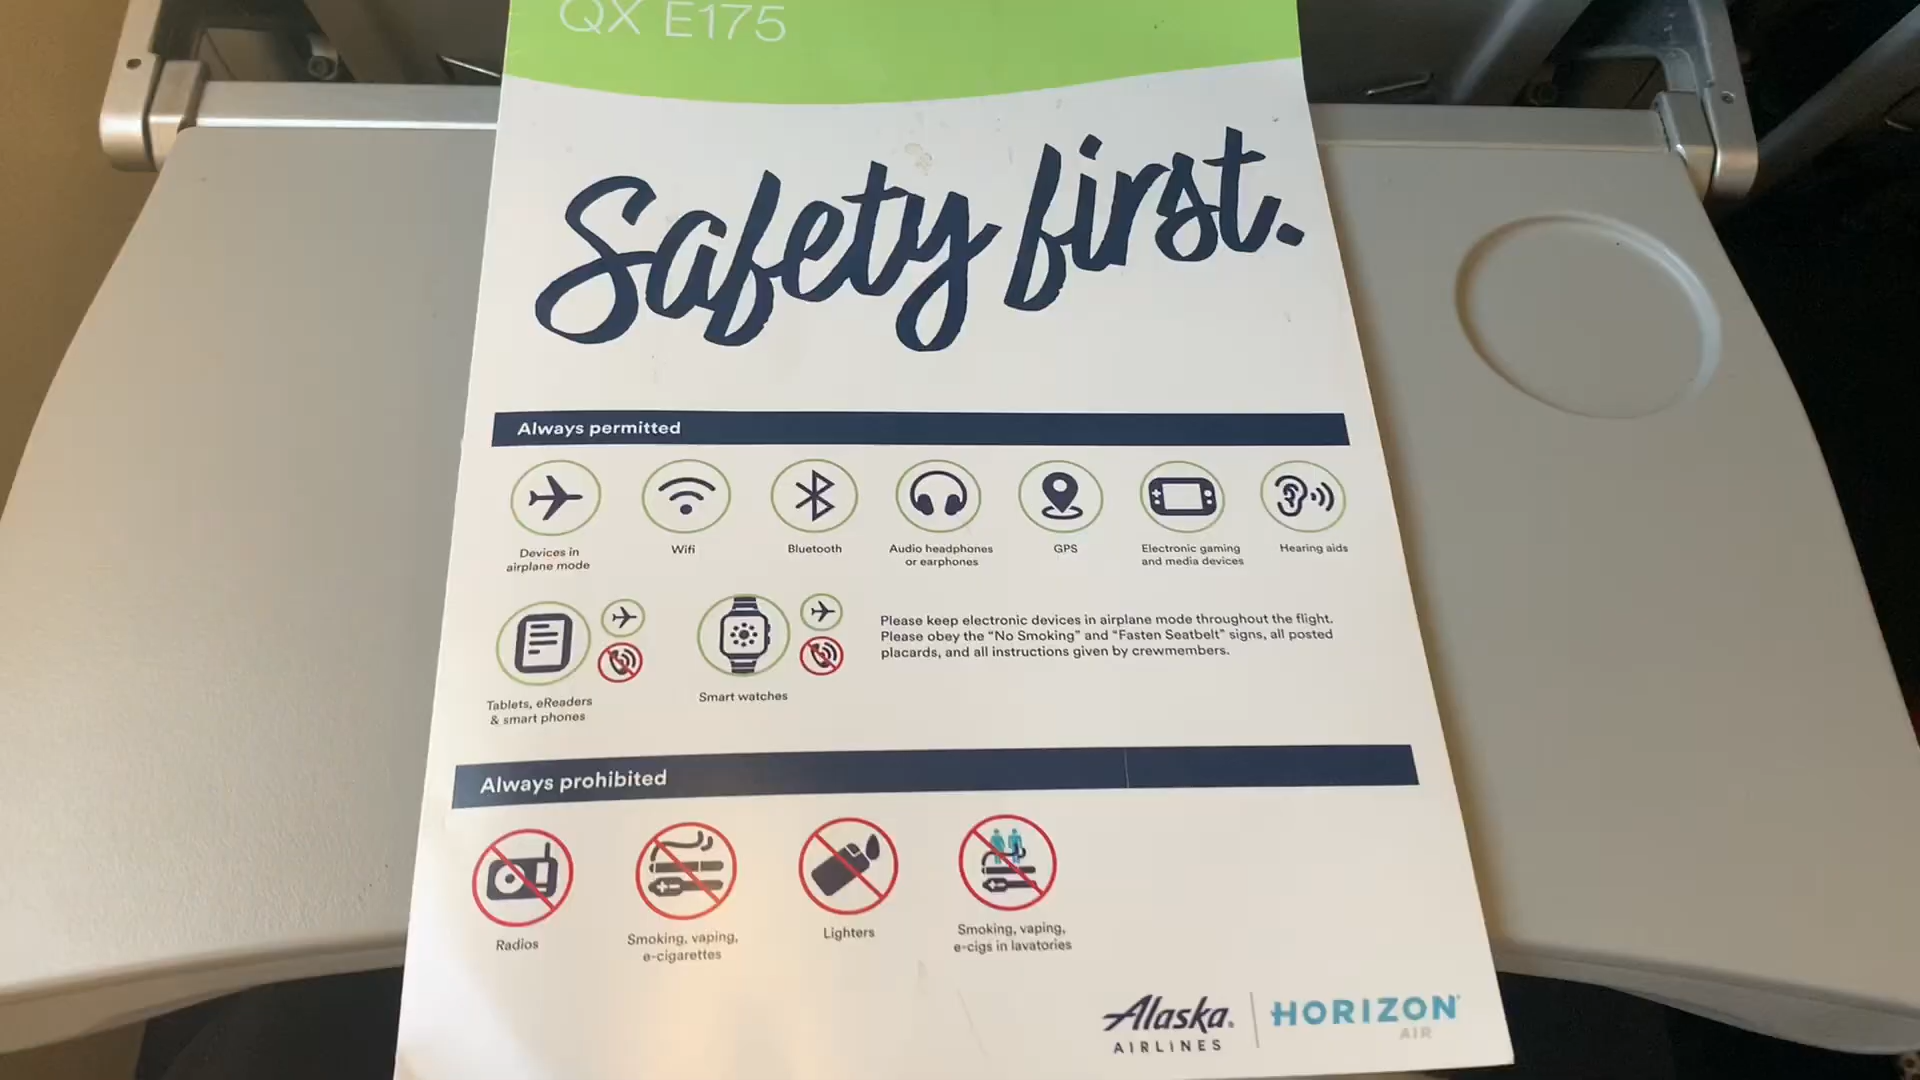 QX E175
Safety first.
Always permitted
Devices in
airplane mode
Wifi
Bluetooth
Audio headphones
or earphones
GPS
Electronic gaming
and media devices
Hearing aids
Tablets, eReaders
& smart phones
Smart watches
Please keep electronic devices in airplane mode throughout the flight.
Please obey the “No Smoking” and “Fasten Seatbelt” signs, all posted
placards, and all instructions given by crewmembers.
Always prohibited
Radios
Smoking, vaping,
e-cigarettes
Lighters
Smoking, vaping,
e-cigs in lavatories
Alaska
AIRLINES
HORIZON
AIR